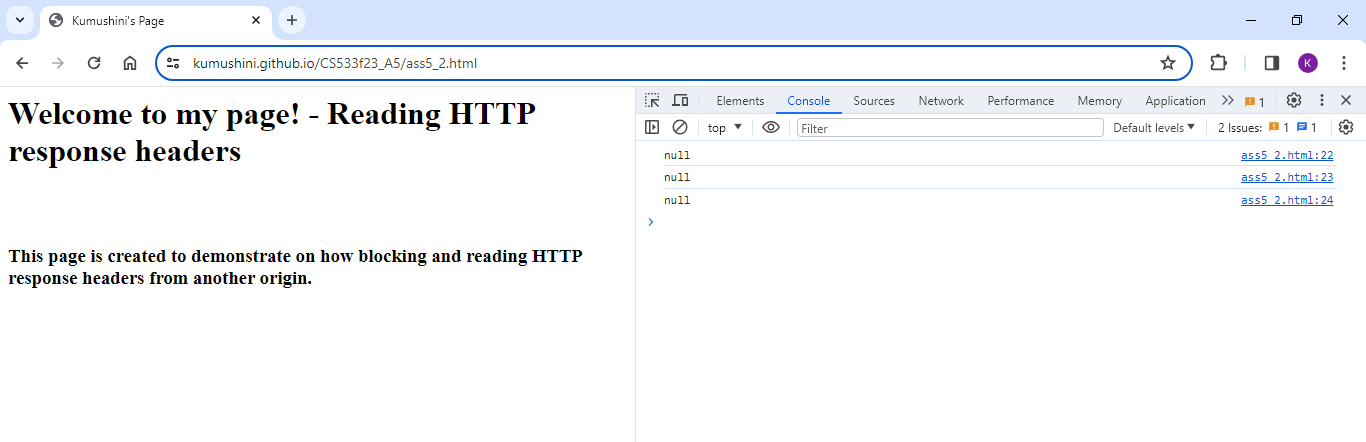 Kumushini's Page
kumushini.github.io/CS533f23_A5/ass5_2.html
K
Welcome to my page! - Reading HTTP
response headers
This page is created to demonstrate on how blocking and reading HTTP
response headers from another origin.
Elements Console Sources Network Performance Memory Application 1
top Filter Default levels 2 Issues: 1 1
null ass5_2.html:22
null ass5_2.html:23
null ass5_2.html:24